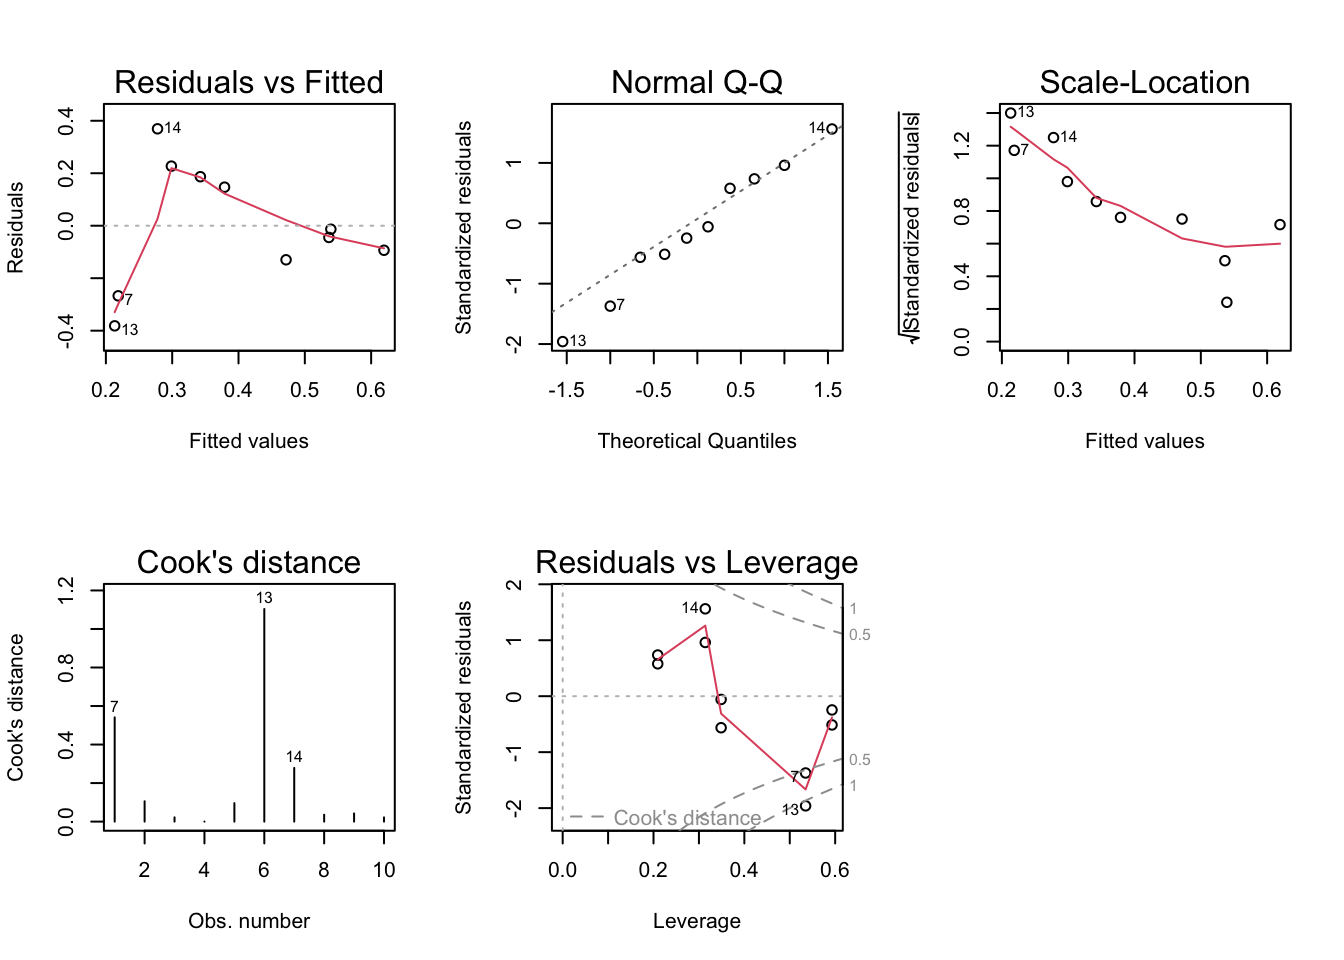 Residuals vs Fitted
Residuals
0.4
0.2
0.0
-0.4
14
7
13
0.2 0.3 0.4 0.5 0.6
Fitted values
Normal Q-Q
Standardized residuals
1
0
-1
-2
14
7
13
-1.5 -0.5 0.5 1.5
Theoretical Quantiles
Scale-Location
√|Standardized residuals|
1.2
0.8
0.4
0.0
13
14
7
0.2 0.3 0.4 0.5 0.6
Fitted values
Cook's distance
Cook's distance
1.2
0.8
0.4
0.0
13
7
14
2 4 6 8 10
Obs. number
Residuals vs Leverage
Standardized residuals
2
1
0
-1
-2
14
7
13
1
0.5
0.5
1
Cook's distance
0.0 0.2 0.4 0.6
Leverage